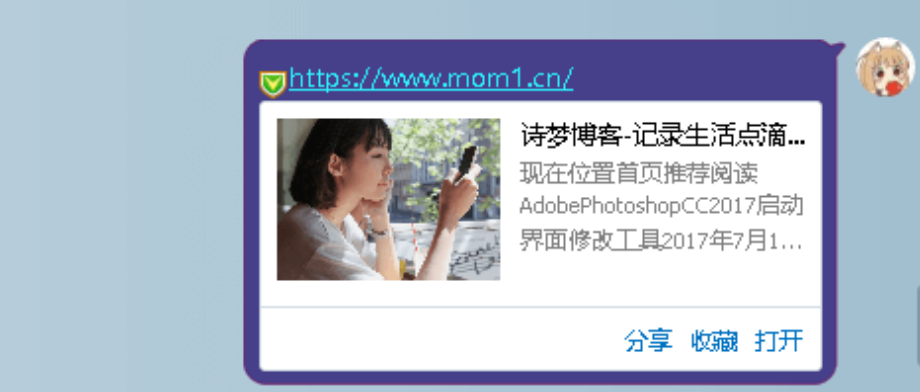 https://www.mom1.cn/
诗梦博客-记录生活点滴...
现在位置首页推荐阅读
AdobePhotoshopCC2017启动
界面修改工具2017年7月1...
分享 收藏 打开